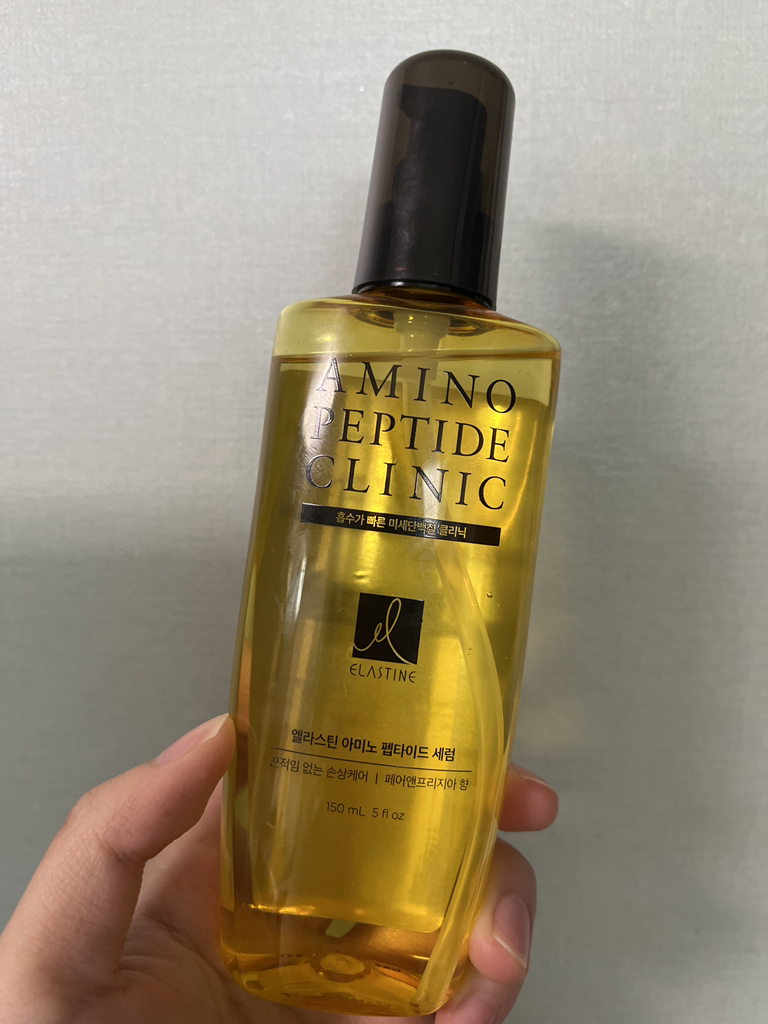 AMINO
PEPTIDE
CLINIC
흡수가 빠른 미세단백질 클리닉
el
ELASTINE
엘라스틴 아미노 펩타이드 세럼
끈적임 없는 손상케어 | 페어앤프리지아 향
150 mL 5 fl oz